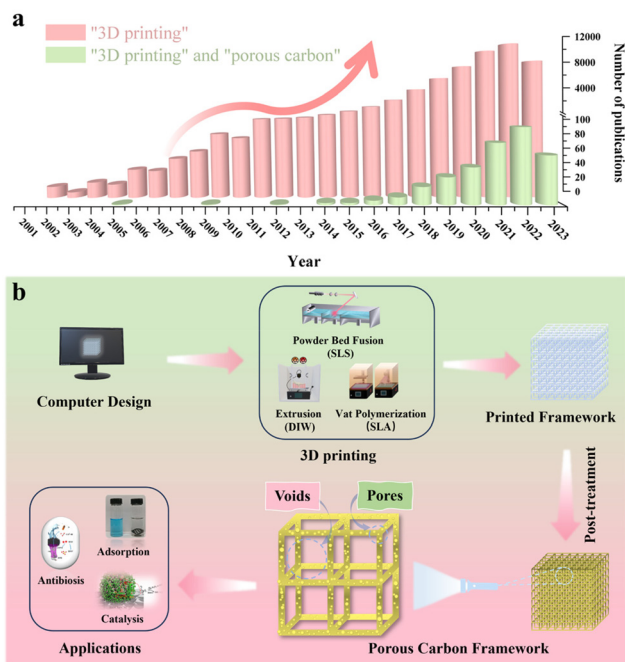 a
"3D printing"
"3D printing" and "porous carbon"
12000
8000
4000
100
80
60
40
20
0
Number of publications
2001
2002
2003
2004
2005
2006
2007
2008
2009
2010
2011
2012
2013
2014
2015
2016
2017
2018
2019
2020
2021
2022
2023
Year
b
Computer Design
Powder Bed Fusion
(SLS)
Extrusion
(DIW)
Vat Polymerization
(SLA)
3D printing
Printed Framework
Post-treatment
Voids
Pores
Porous Carbon Framework
Adsorption
Antibiosis
Catalysis
Applications